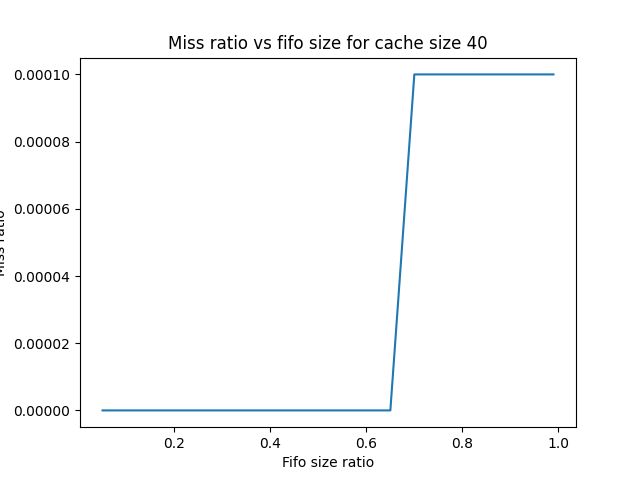 Miss ratio vs fifo size for cache size 40
0.00010
0.00008
0.00006
0.00004
0.00002
0.00000
Miss ratio
0.2 0.4 0.6 0.8 1.0
Fifo size ratio